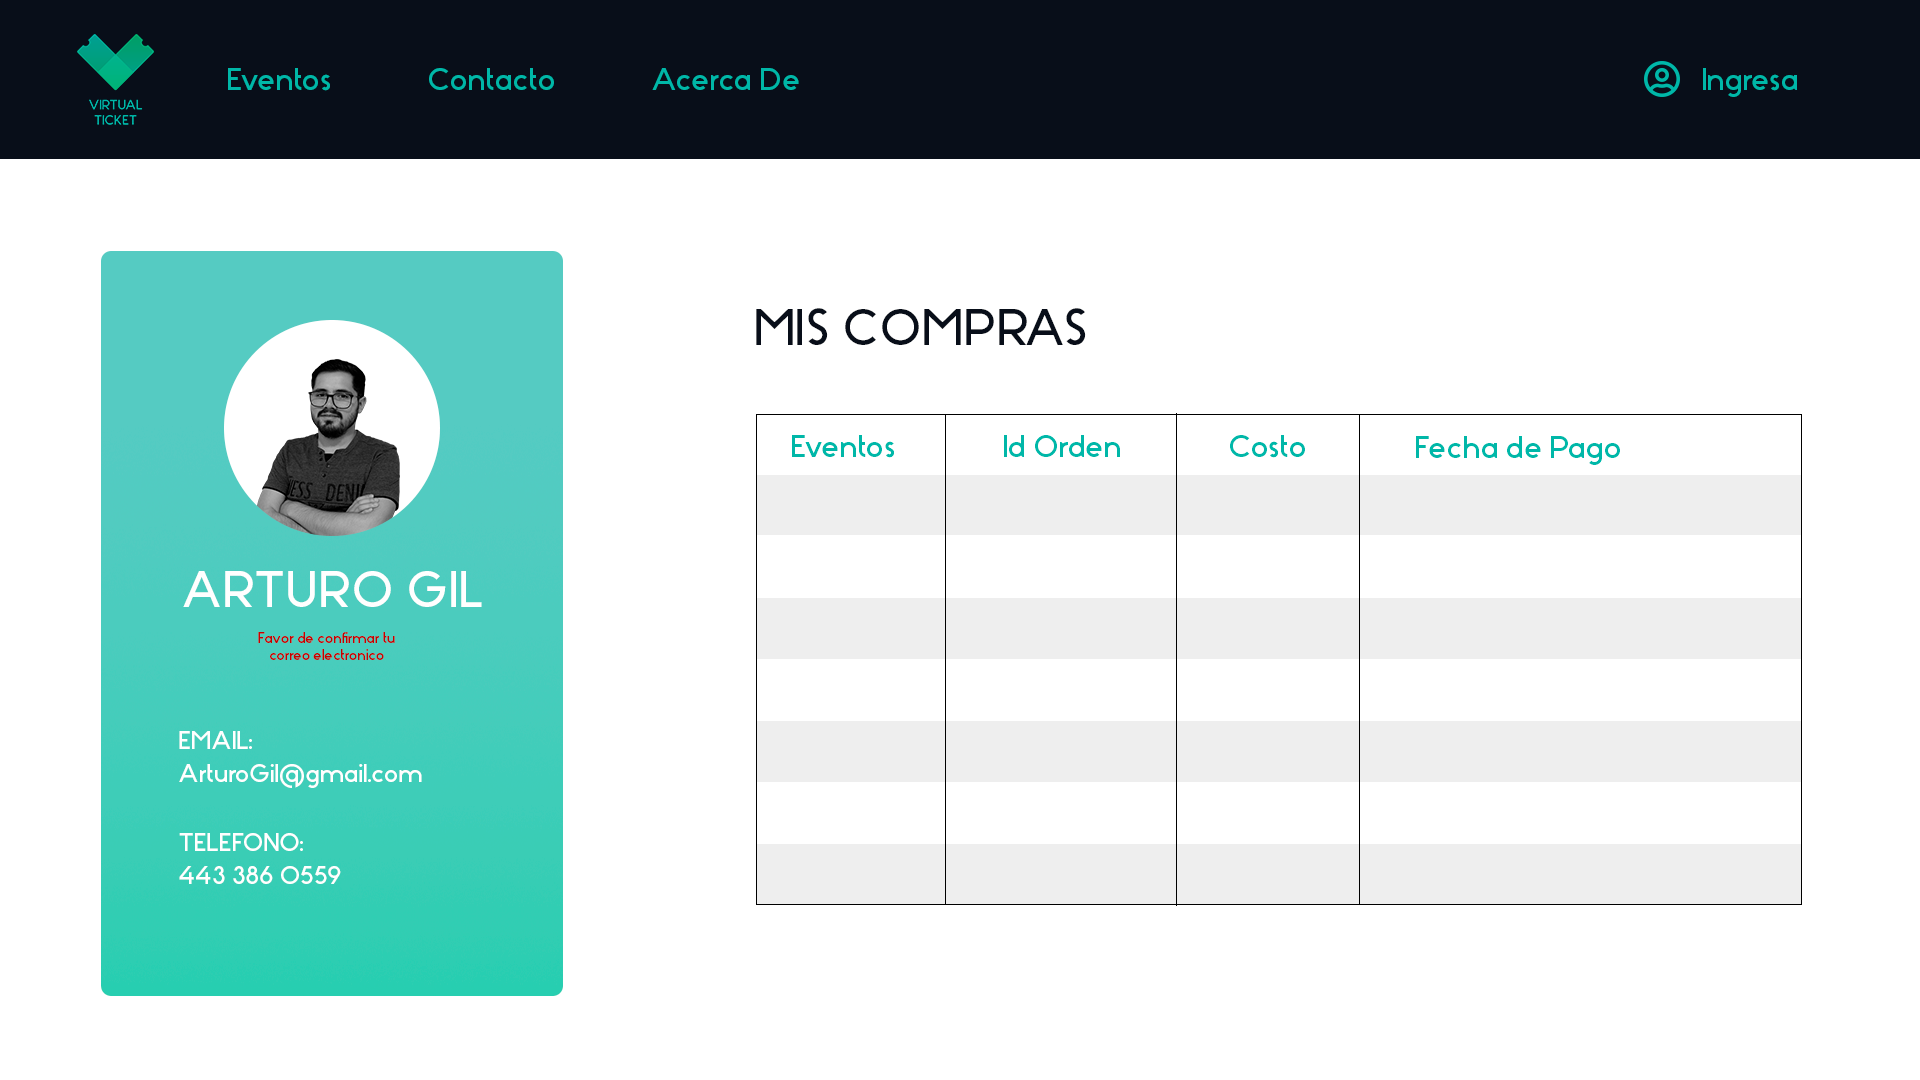 VIRTUAL
TICKET
Eventos
Contacto
Acerca De
Ingresa
ARTURO GIL
Favor de confirmar tu
correo electronico
EMAIL:
ArturoGil@gmail.com
TELEFONO:
443 386 0559
MIS COMPRAS
Eventos
Id Orden
Costo
Fecha de Pago